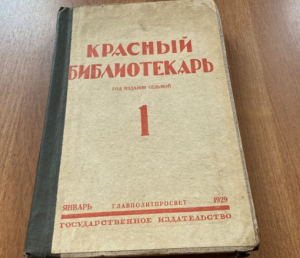 КРАСНЫЙ
БИБЛИОТЕКАРЬ
ГОД ИЗДАНИЯ СЕДЬМОЙ
1
ЯНВАРЬ ГЛАВПОЛИТПРОСВЕТ 1929
ГОСУДАРСТВЕННОЕ ИЗДАТЕЛЬСТВО